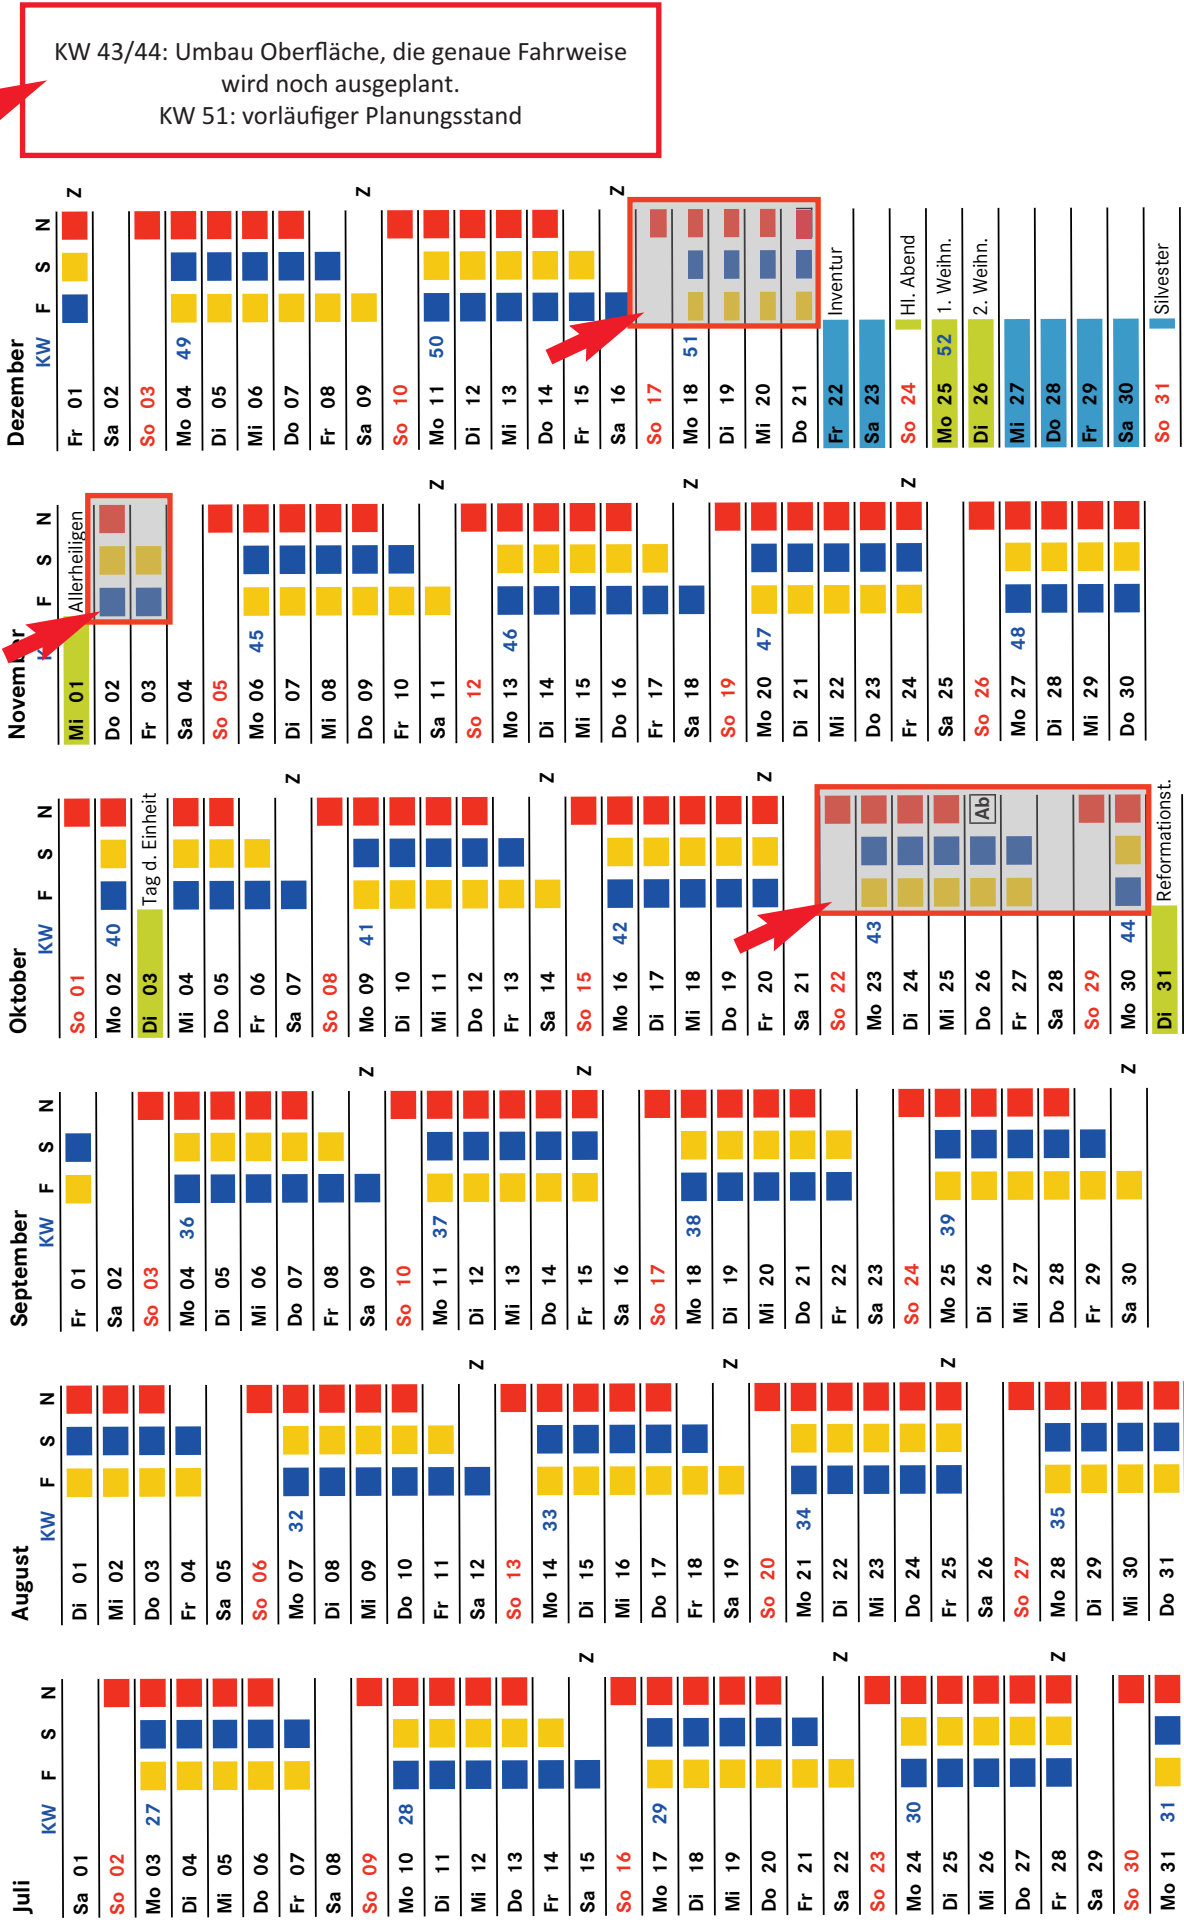 KW 43/44: Umbau Oberfläche, die genaue Fahrweise
wird noch ausgeplant.
KW 51: vorläufiger Planungsstand
Juli
KW F S N
Sa 01
So 02
Mo 03 27
Di 04
Mi 05
Do 06
Fr 07
Sa 08
So 09
Mo 10 28
Di 11
Mi 12
Do 13
Fr 14
Sa 15 Z
So 16
Mo 17 29
Di 18
Mi 19
Do 20
Fr 21
Sa 22 Z
So 23
Mo 24 30
Di 25
Mi 26
Do 27
Fr 28 Z
Sa 29
So 30
Mo 31 31
August
KW F S N
Di 01
Mi 02
Do 03
Fr 04
Sa 05
So 06
Mo 07 32
Di 08
Mi 09
Do 10
Fr 11
Sa 12 Z
So 13
Mo 14 33
Di 15
Mi 16
Do 17
Fr 18
Sa 19 Z
So 20
Mo 21 34
Di 22
Mi 23
Do 24
Fr 25 Z
Sa 26
So 27
Mo 28 35
Di 29
Mi 30
Do 31
September
KW F S N
Fr 01
Sa 02
So 03
Mo 04 36
Di 05
Mi 06
Do 07
Fr 08
Sa 09 Z
So 10
Mo 11 37
Di 12
Mi 13
Do 14
Fr 15 Z
Sa 16
So 17
Mo 18 38
Di 19
Mi 20
Do 21
Fr 22
Sa 23
So 24
Mo 25 39
Di 26
Mi 27
Do 28
Fr 29
Sa 30 Z
Oktober
KW F S N
So 01
Mo 02 40
Di 03 Tag d. Einheit
Mi 04
Do 05
Fr 06
Sa 07 Z
So 08
Mo 09 41
Di 10
Mi 11
Do 12
Fr 13
Sa 14 Z
So 15
Mo 16 42
Di 17
Mi 18
Do 19
Fr 20 Z
Sa 21
So 22
Mo 23 43
Di 24
Mi 25
Do 26 Ab
Fr 27
Sa 28
So 29
Mo 30 44
Di 31 Reformationst.
November
F S N
Mi 01 Allerheiligen
Do 02
Fr 03
Sa 04
So 05
Mo 06 45
Di 07
Mi 08
Do 09
Fr 10
Sa 11 Z
So 12
Mo 13 46
Di 14
Mi 15
Do 16
Fr 17
Sa 18 Z
So 19
Mo 20 47
Di 21
Mi 22
Do 23
Fr 24 Z
Sa 25
So 26
Mo 27 48
Di 28
Mi 29
Do 30
Dezember
KW F S N
Fr 01 Z
Sa 02
So 03
Mo 04 49
Di 05
Mi 06
Do 07
Fr 08
Sa 09 Z
So 10
Mo 11 50
Di 12
Mi 13
Do 14
Fr 15
Sa 16 Z
So 17
Mo 18 51
Di 19
Mi 20
Do 21
Fr 22 Inventur
Sa 23
So 24 Hl. Abend
Mo 25 52 1. Weihn.
Di 26 2. Weihn.
Mi 27
Do 28
Fr 29
Sa 30
So 31 Silvester